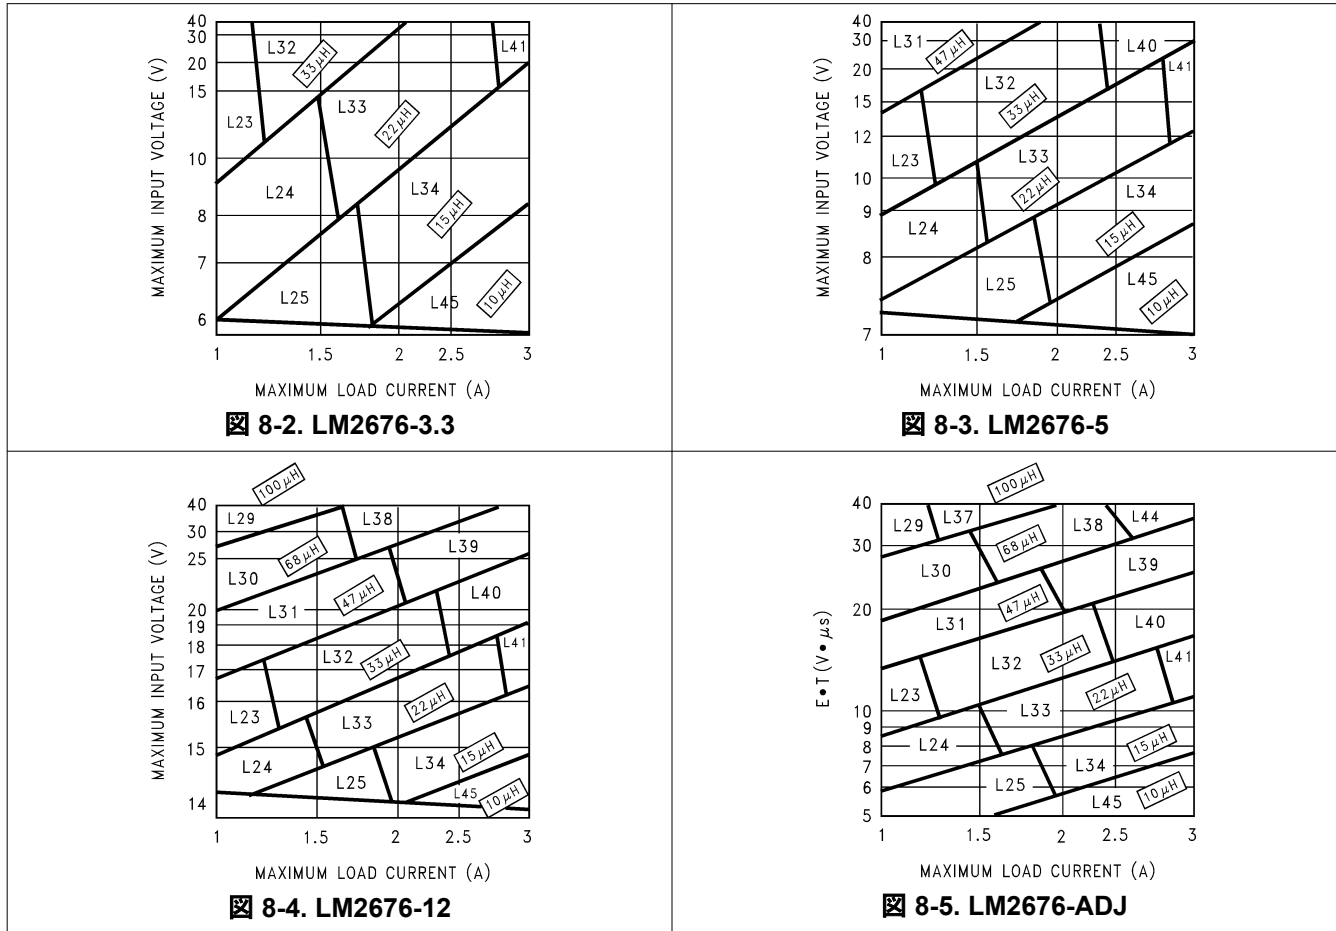 40
30
20
15
10
8
7
6
MAXIMUM INPUT VOLTAGE (V)
L32
33μH
L41
L23
L33
22μH
L24
L34
15μH
L25
L45
10μH
1
1.5
2
2.5
3
MAXIMUM LOAD CURRENT (A)
図 8-2. LM2676-3.3
40
30
20
15
12
10
9
8
7
MAXIMUM INPUT VOLTAGE (V)
L31
47μH
L40
L32
L41
33μH
L23
L33
22μH
L34
L24
15μH
L25
L45
10μH
1
1.5
2
2.5
3
MAXIMUM LOAD CURRENT (A)
図 8-3. LM2676-5
100μH
40
30
25
20
19
18
17
16
15
14
MAXIMUM INPUT VOLTAGE (V)
L29
L38
68μH
L39
L30
47μH
L40
L31
L41
L32
33μH
22μH
L23
L33
15μH
L24
L34
L25
L45
10μH
1
1.5
2
2.5
3
MAXIMUM LOAD CURRENT (A)
図 8-4. LM2676-12
100μH
40
30
20
10
9
8
7
6
5
E•T (V•μs)
L29
L37
L38
L44
68μH
L30
L39
47μH
L31
L40
33μH
L41
L32
22μH
L23
L33
15μH
L24
L34
L25
10μH
L45
1
1.5
2
2.5
3
MAXIMUM LOAD CURRENT (A)
図 8-5. LM2676-ADJ